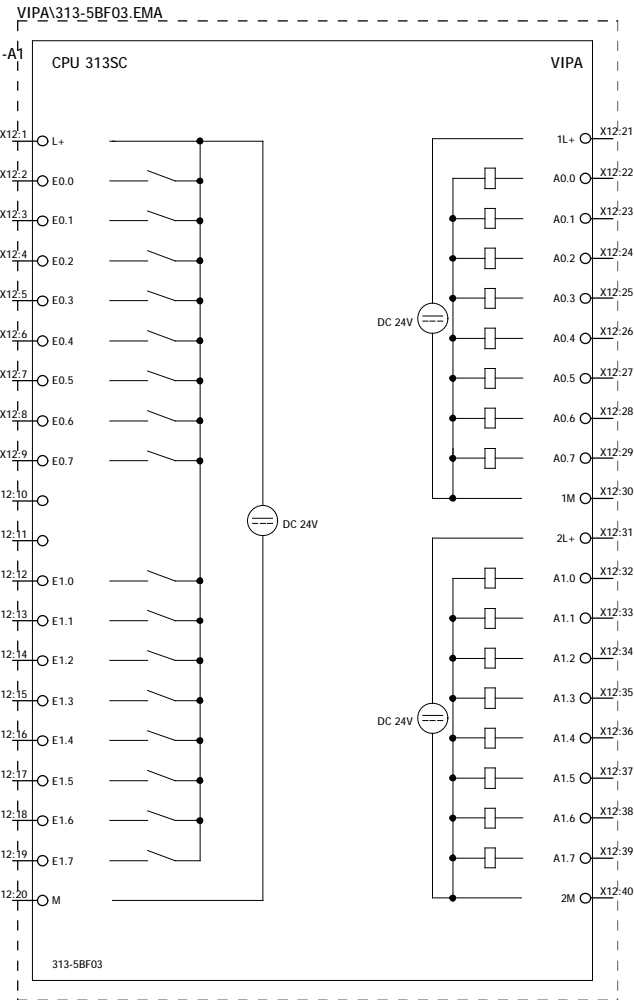 VIPA\313-5BF03.EMA
-A1
CPU 313SC
VIPA
X12:1 L+
X12:2 E0.0
X12:3 E0.1
X12:4 E0.2
X12:5 E0.3
X12:6 E0.4
X12:7 E0.5
X12:8 E0.6
X12:9 E0.7
12:10
12:11
12:12 E1.0
12:13 E1.1
12:14 E1.2
12:15 E1.3
12:16 E1.4
12:17 E1.5
12:18 E1.6
12:19 E1.7
12:20 M
DC 24V
1L+ X12:21
A0.0 X12:22
A0.1 X12:23
A0.2 X12:24
A0.3 X12:25
DC 24V
A0.4 X12:26
A0.5 X12:27
A0.6 X12:28
A0.7 X12:29
1M X12:30
2L+ X12:31
A1.0 X12:32
A1.1 X12:33
A1.2 X12:34
A1.3 X12:35
DC 24V
A1.4 X12:36
A1.5 X12:37
A1.6 X12:38
A1.7 X12:39
2M X12:40
313-5BF03